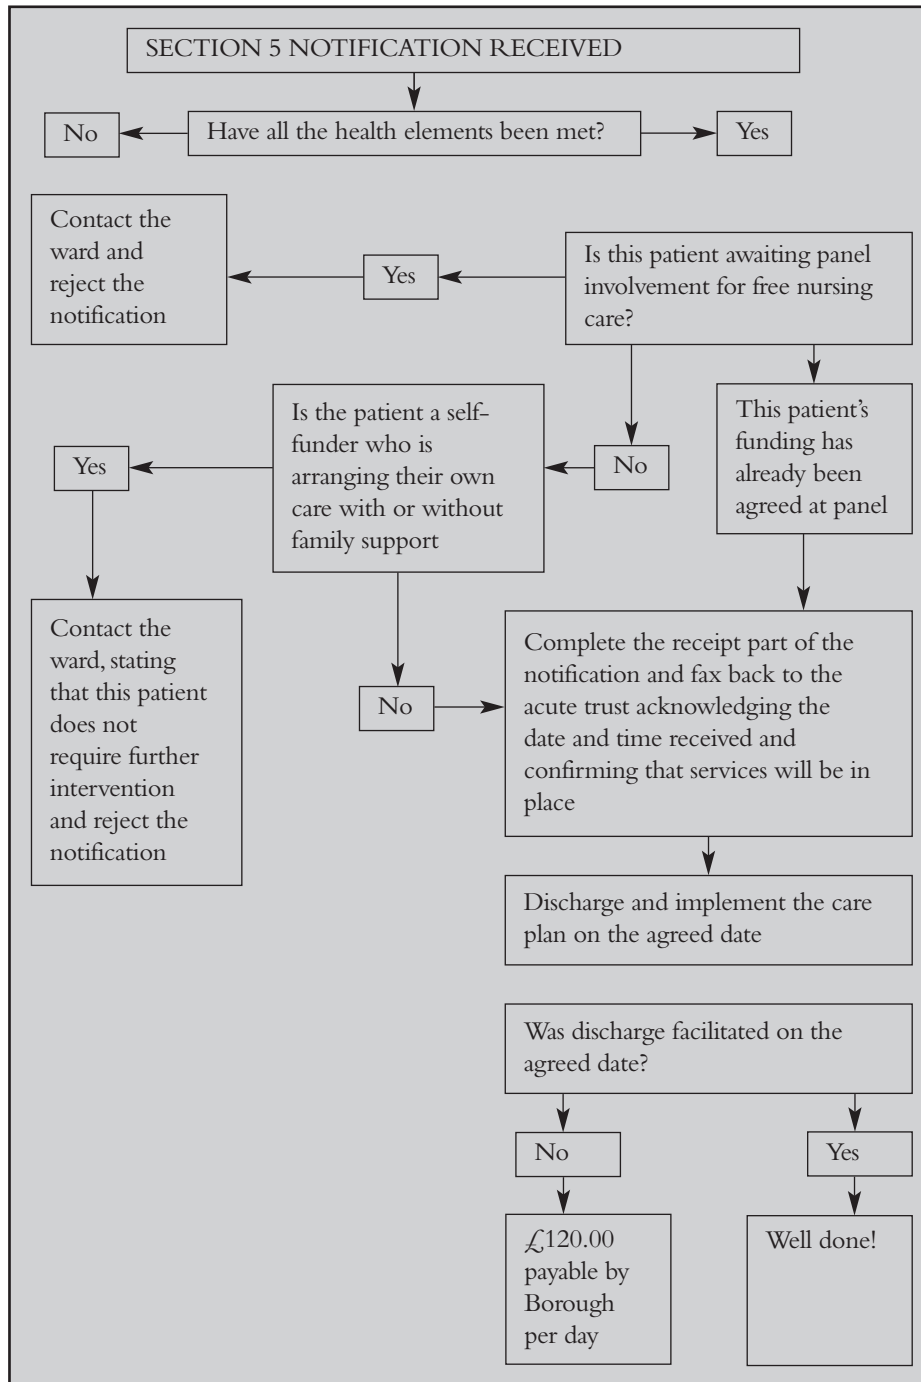 SECTION 5 NOTIFICATION RECEIVED
No
Have all the health elements been met?
Yes
Contact the
ward and
reject the
notification
Yes
Is this patient awaiting panel
involvement for free nursing
care?
Is the patient a self-
funder who is
arranging their own
care with or without
family support
Yes
No
This patient's
funding has
already been
agreed at panel
Contact the
ward, stating
that this patient
does not
require further
intervention
and reject the
notification
No
Complete the receipt part of the
notification and fax back to the
acute trust acknowledging the
date and time received and
confirming that services will be in
place
Discharge and implement the care
plan on the agreed date
Was discharge facilitated on the
agreed date?
No
Yes
£120.00
payable by
Borough
per day
Well done!